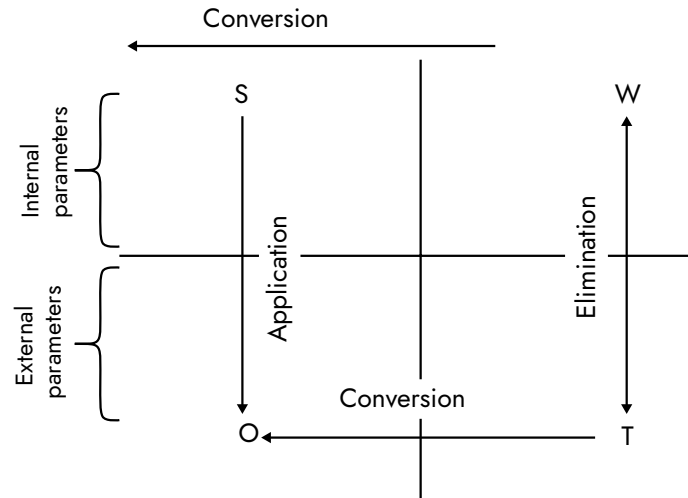 Conversion
S
W
Internal
parameters
Application
Elimination
External
parameters
Conversion
O
T